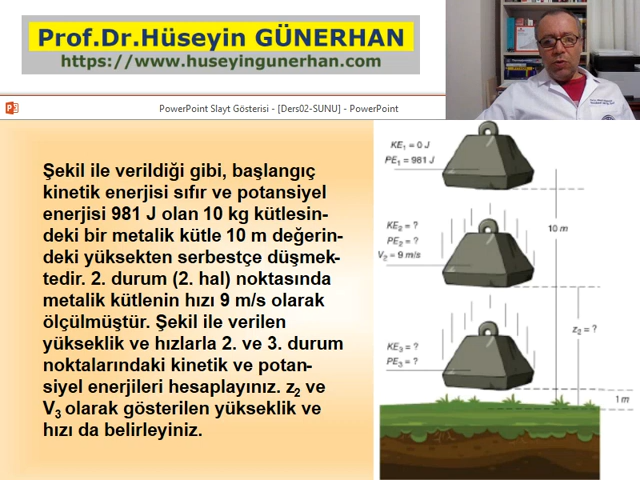 Prof.Dr.Hüseyin GÜNERHAN
https://www.huseyingunerhan.com
PowerPoint Slayt Gösterisi - [Ders02-SUNU] - PowerPoint
Şekil ile verildiği gibi, başlangıç
kinetik enerjisi sıfır ve potansiyel
enerjisi 981 J olan 10 kg kütlesin-
deki bir metalik kütle 10 m değerin-
deki yüksekten serbestçe düşmek-
tedir. 2. durum (2. hal) noktasında
metalik kütlenin hızı 9 m/s olarak
ölçülmüştür. Şekil ile verilen
yükseklik ve hızlarla 2. ve 3. durum
noktalarındaki kinetik ve potan-
siyel enerjileri hesaplayınız. z₂ ve
V₃ olarak gösterilen yükseklik ve
hızı da belirleyiniz.
KE₁ = 0 J
PE₁ = 981 J
10 m
KE₂ = ?
PE₂ = ?
V₂ = 9 m/s
z₂ = ?
KE₃ = ?
PE₃ = ?
1 m